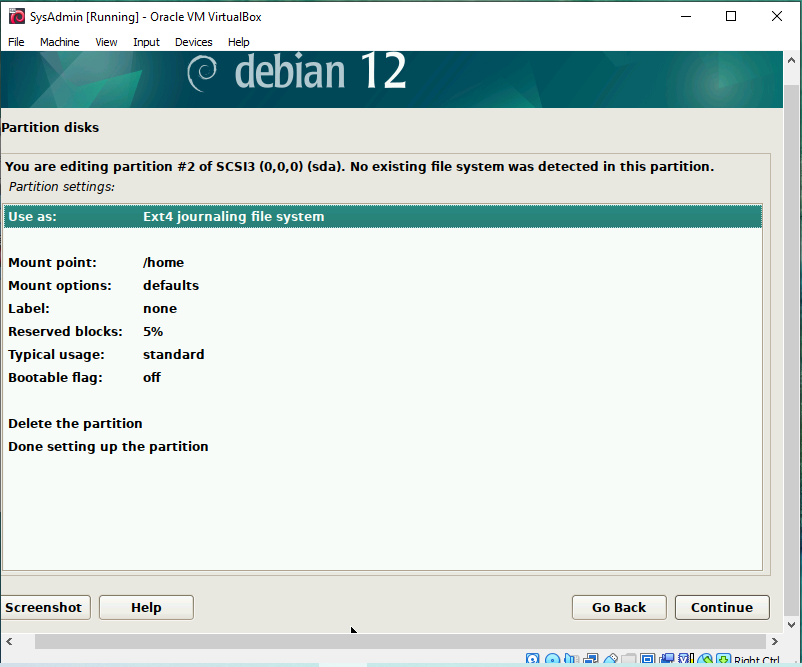 SysAdmin [Running] - Oracle VM VirtualBox
File Machine View Input Devices Help
debian 12
Partition disks
You are editing partition #2 of SCSI3 (0,0,0) (sda). No existing file system was detected in this partition.
Partition settings:
Use as: Ext4 journaling file system
Mount point: /home
Mount options: defaults
Label: none
Reserved blocks: 5%
Typical usage: standard
Bootable flag: off
Delete the partition
Done setting up the partition
Screenshot Help Go Back Continue
Right Ctrl